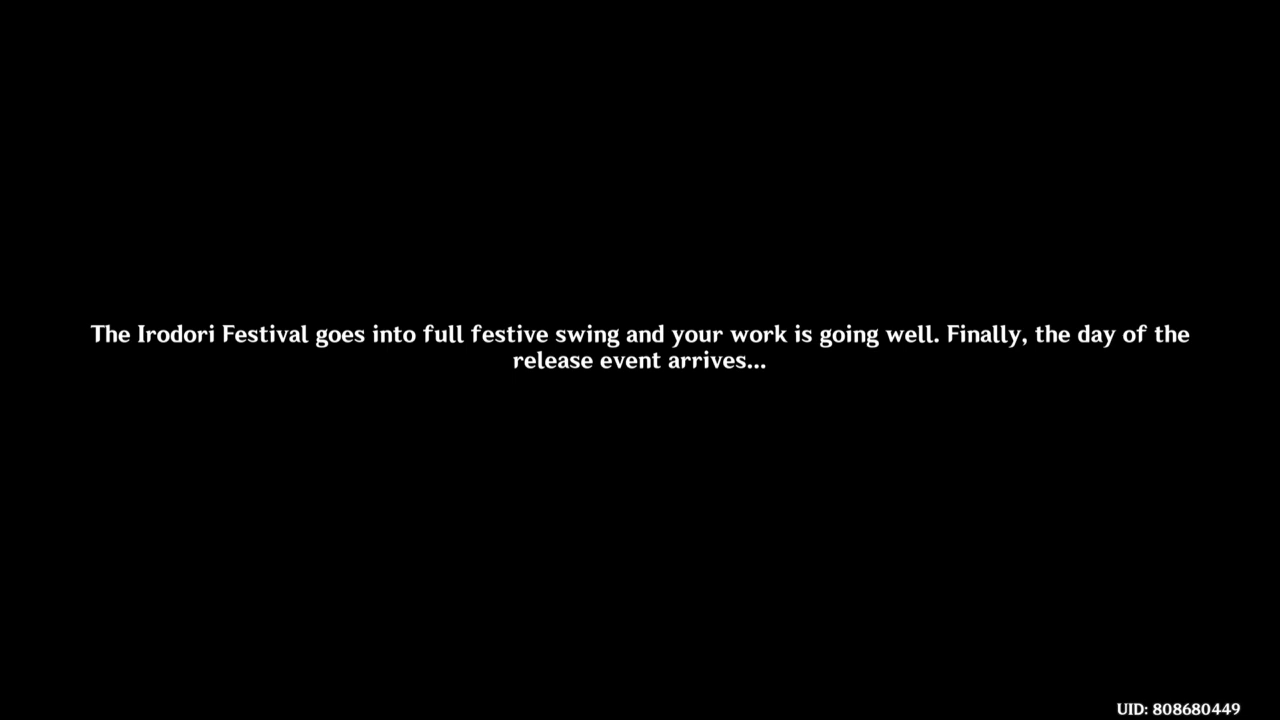 The Irodori Festival goes into full festive swing and your work is going well. Finally, the day of the
release event arrives...
UID: 808680449